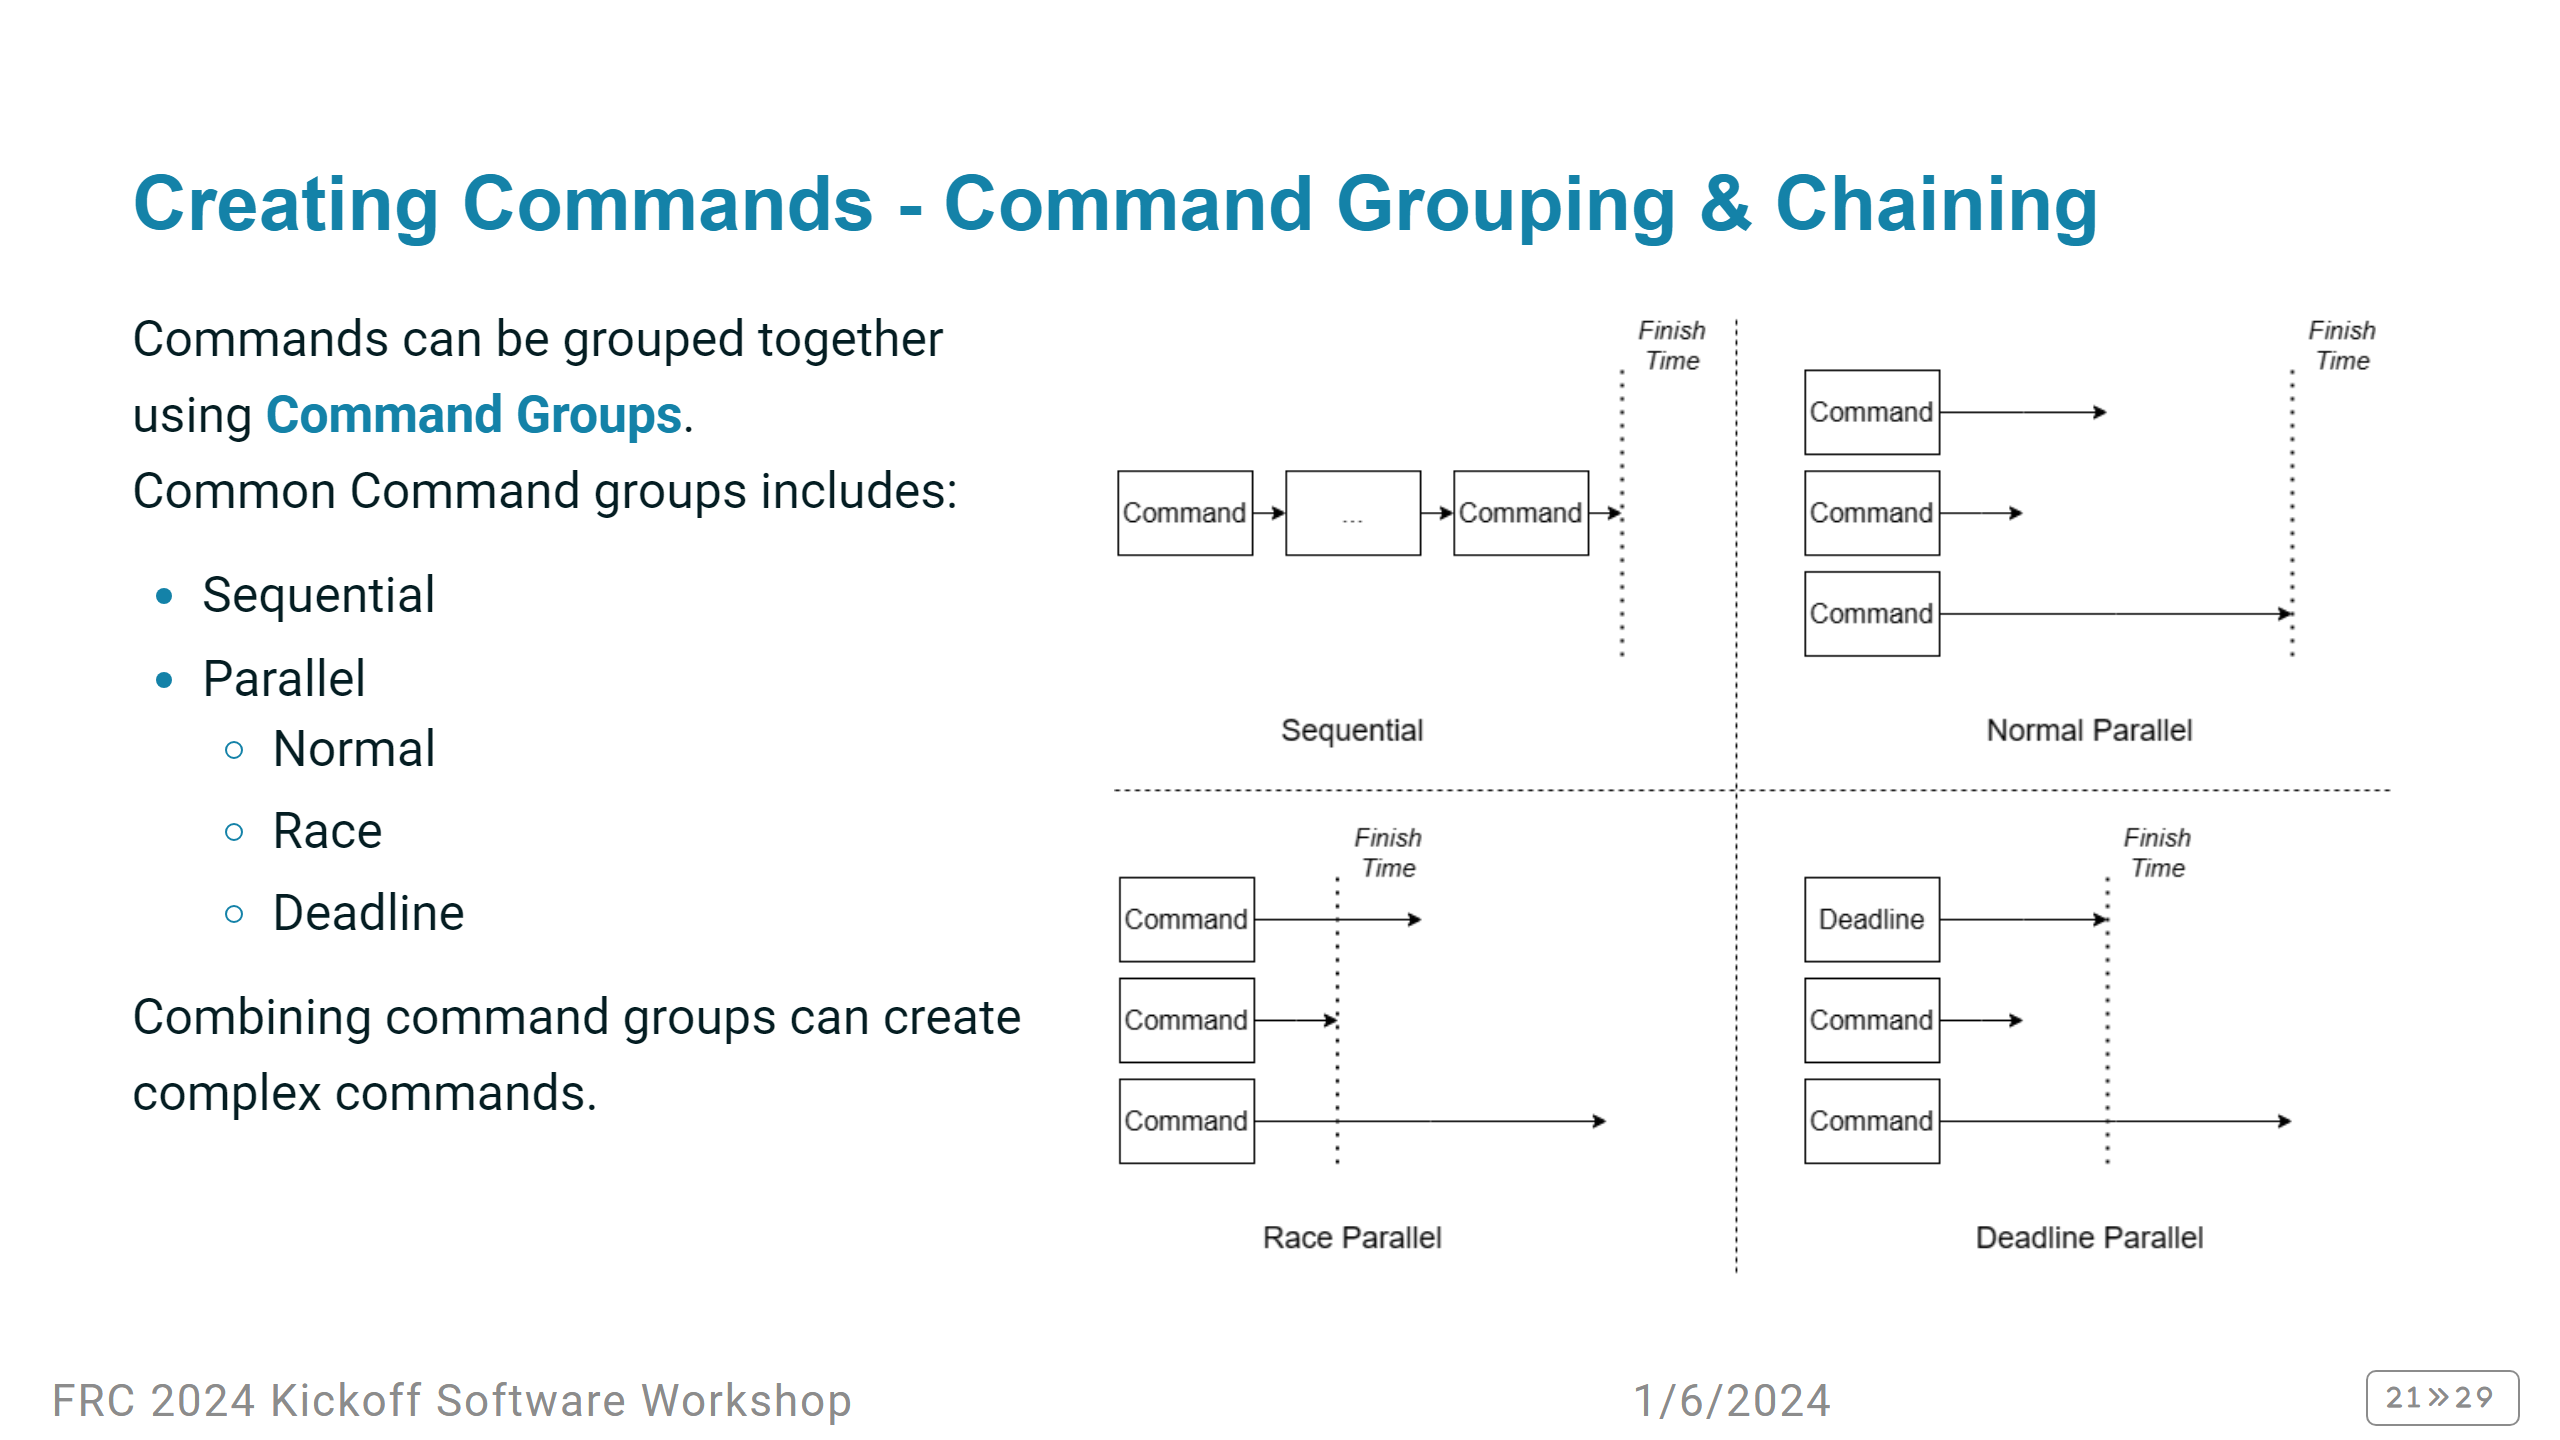 Creating Commands - Command Grouping & Chaining
Commands can be grouped together
using Command Groups.
Common Command groups includes:
Sequential
Parallel
Normal
Race
Deadline
Combining command groups can create
complex commands.
Finish
Time
Command
...
Command
Sequential
Finish
Time
Command
Command
Command
Normal Parallel
Finish
Time
Command
Command
Command
Race Parallel
Finish
Time
Deadline
Command
Command
Deadline Parallel
FRC 2024 Kickoff Software Workshop
1/6/2024
21»29